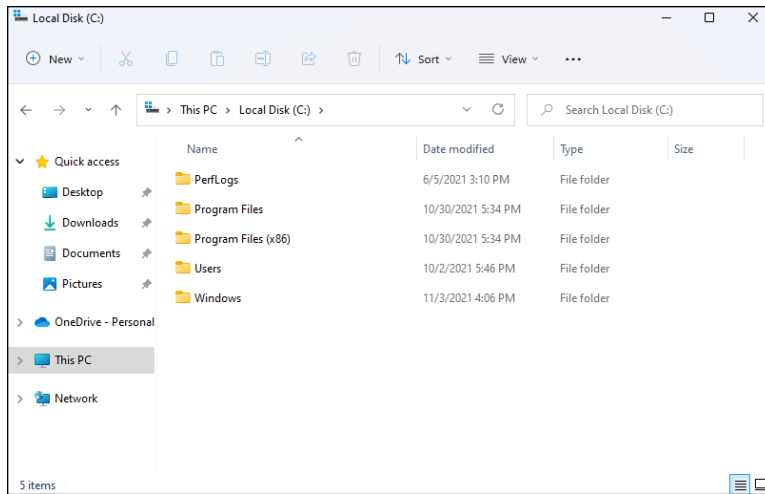 Local Disk (C:)
New Sort View
This PC > Local Disk (C:) > Search Local Disk (C:)
Name Date modified Type Size
Quick access
Desktop
Downloads
Documents
Pictures
OneDrive - Personal
This PC
Network
PerfLogs 6/5/2021 3:10 PM File folder
Program Files 10/30/2021 5:34 PM File folder
Program Files (x86) 10/30/2021 5:34 PM File folder
Users 10/2/2021 5:46 PM File folder
Windows 11/3/2021 4:06 PM File folder
5 items